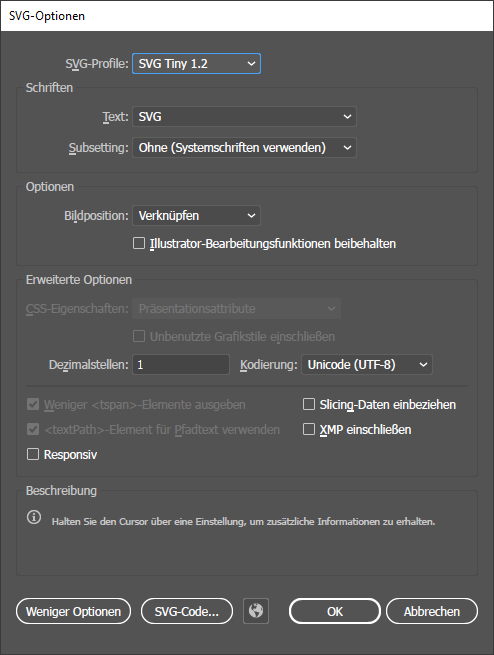 SVG-Optionen
SVG-Profile: SVG Tiny 1.2
Schriften
Text: SVG
Subsetting: Ohne (Systemschriften verwenden)
Optionen
Bildposition: Verknüpfen
Illustrator-Bearbeitungsfunktionen beibehalten
Erweiterte Optionen
CSS-Eigenschaften: Präsentationsattribute
Unbenutzte Grafikstile einschließen
Dezimalstellen: 1 Kodierung: Unicode (UTF-8)
Weniger <tspan>-Elemente ausgeben Slicing-Daten einbeziehen
<textPath>-Element für Pfadtext verwenden XMP einschließen
Responsiv
Beschreibung
Halten Sie den Cursor über eine Einstellung, um zusätzliche Informationen zu erhalten.
Weniger Optionen SVG-Code... OK Abbrechen